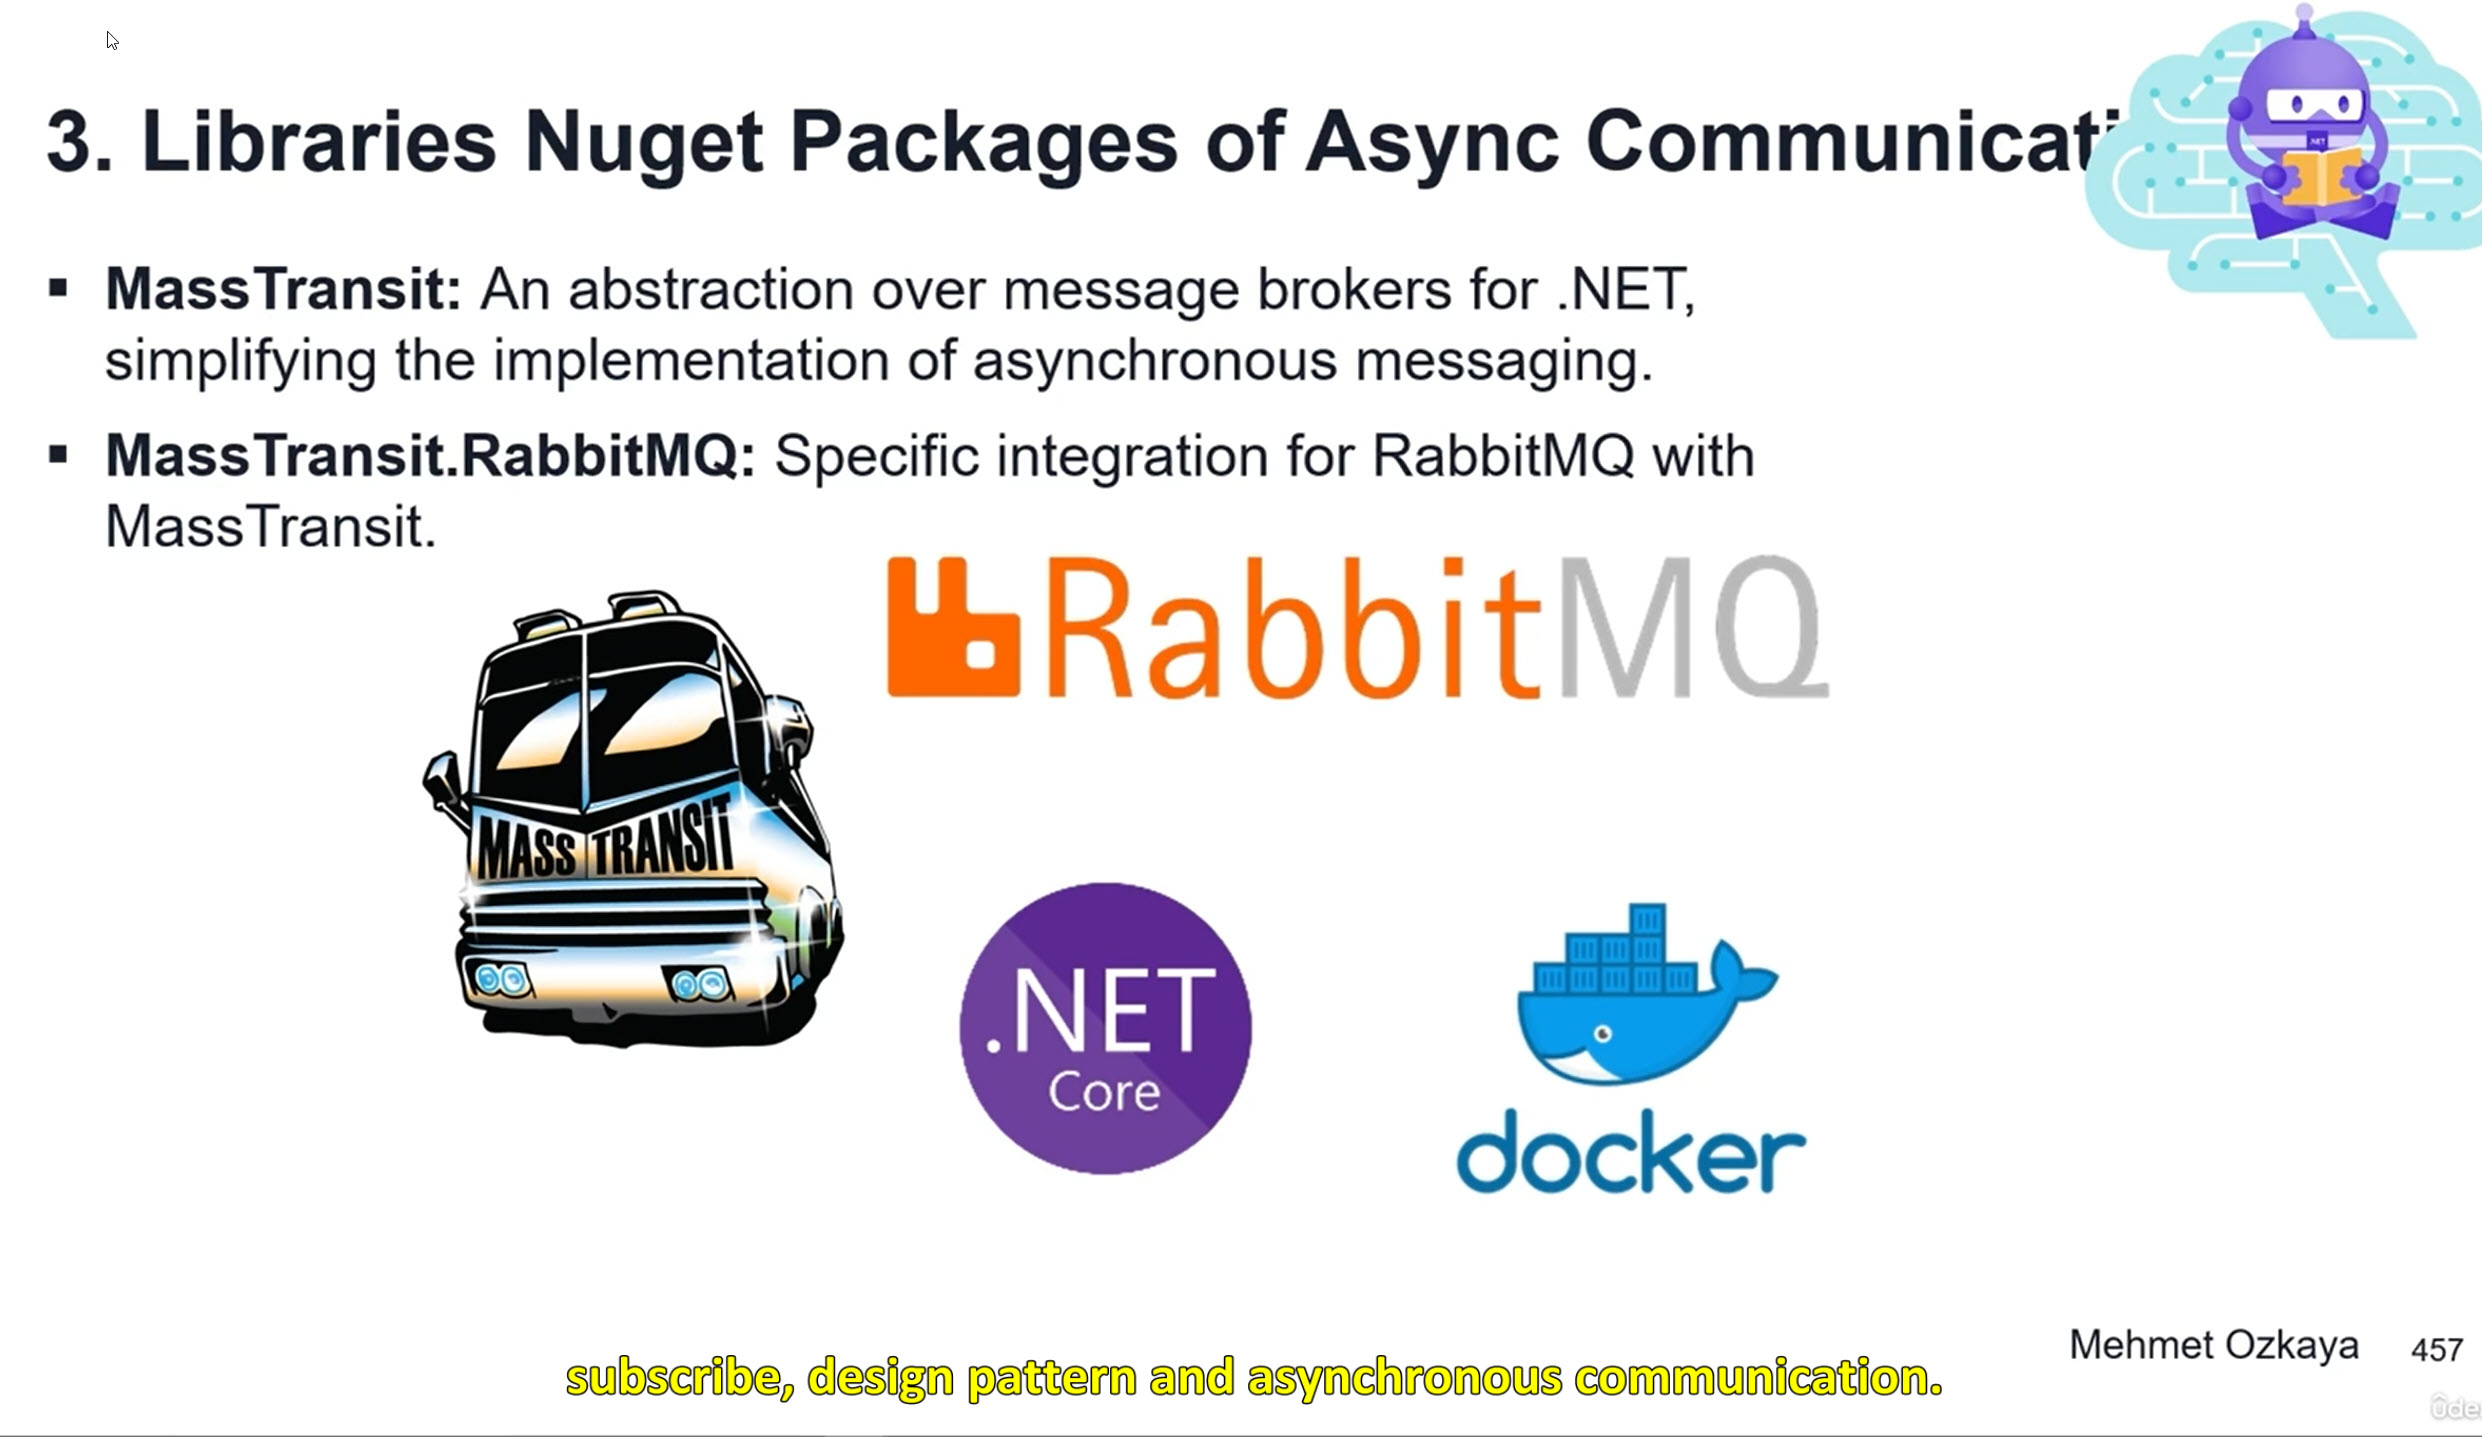 3. Libraries Nuget Packages of Async Communicati
.NET
▪ MassTransit: An abstraction over message brokers for .NET,
simplifying the implementation of asynchronous messaging.
▪ MassTransit.RabbitMQ: Specific integration for RabbitMQ with
MassTransit.
RabbitMQ
MASS TRANSIT
.NET
Core
docker
Mehmet Ozkaya 457
subscribe, design pattern and asynchronous communication.
ûde